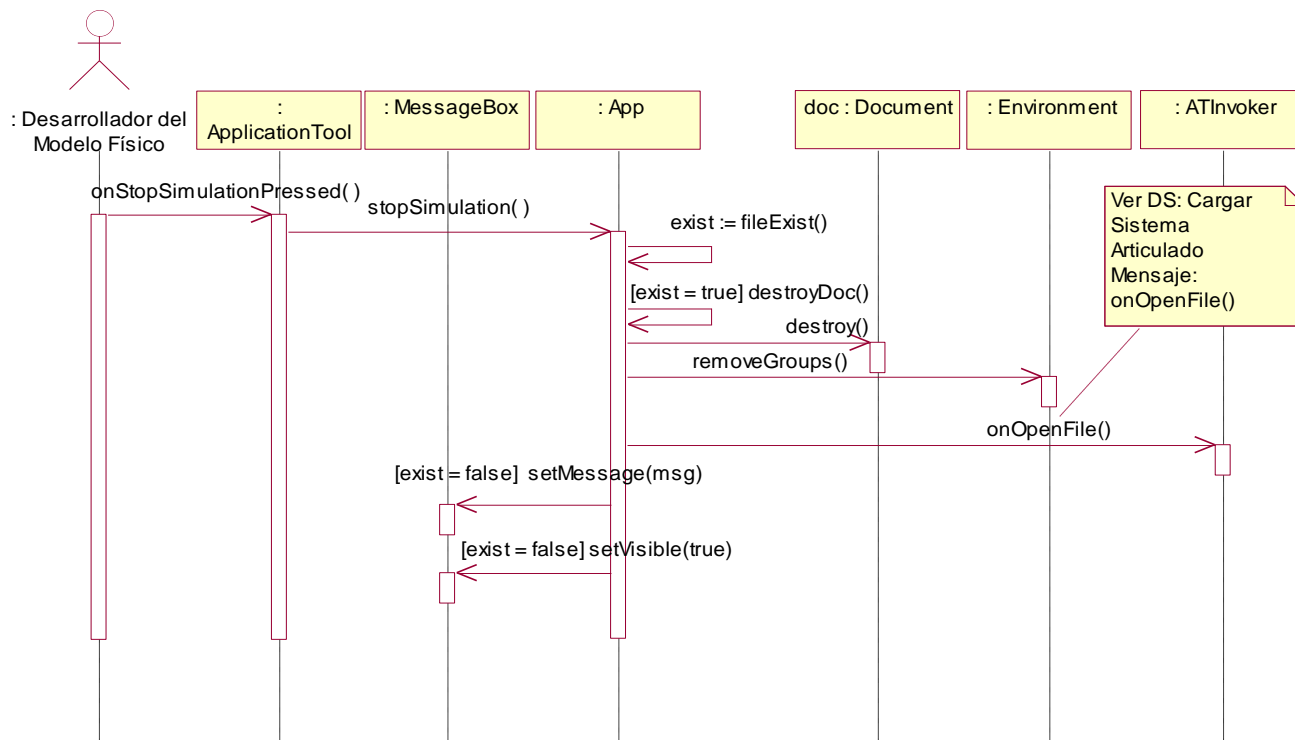 : Desarrollador del
Modelo Físico
:
ApplicationTool
: MessageBox
: App
doc : Document
: Environment
: ATInvoker
onStopSimulationPressed( )
stopSimulation( )
exist := fileExist()
[exist = true] destroyDoc()
destroy()
removeGroups()
Ver DS: Cargar
Sistema
Articulado
Mensaje:
onOpenFile()
onOpenFile()
[exist = false] setMessage(msg)
[exist = false] setVisible(true)